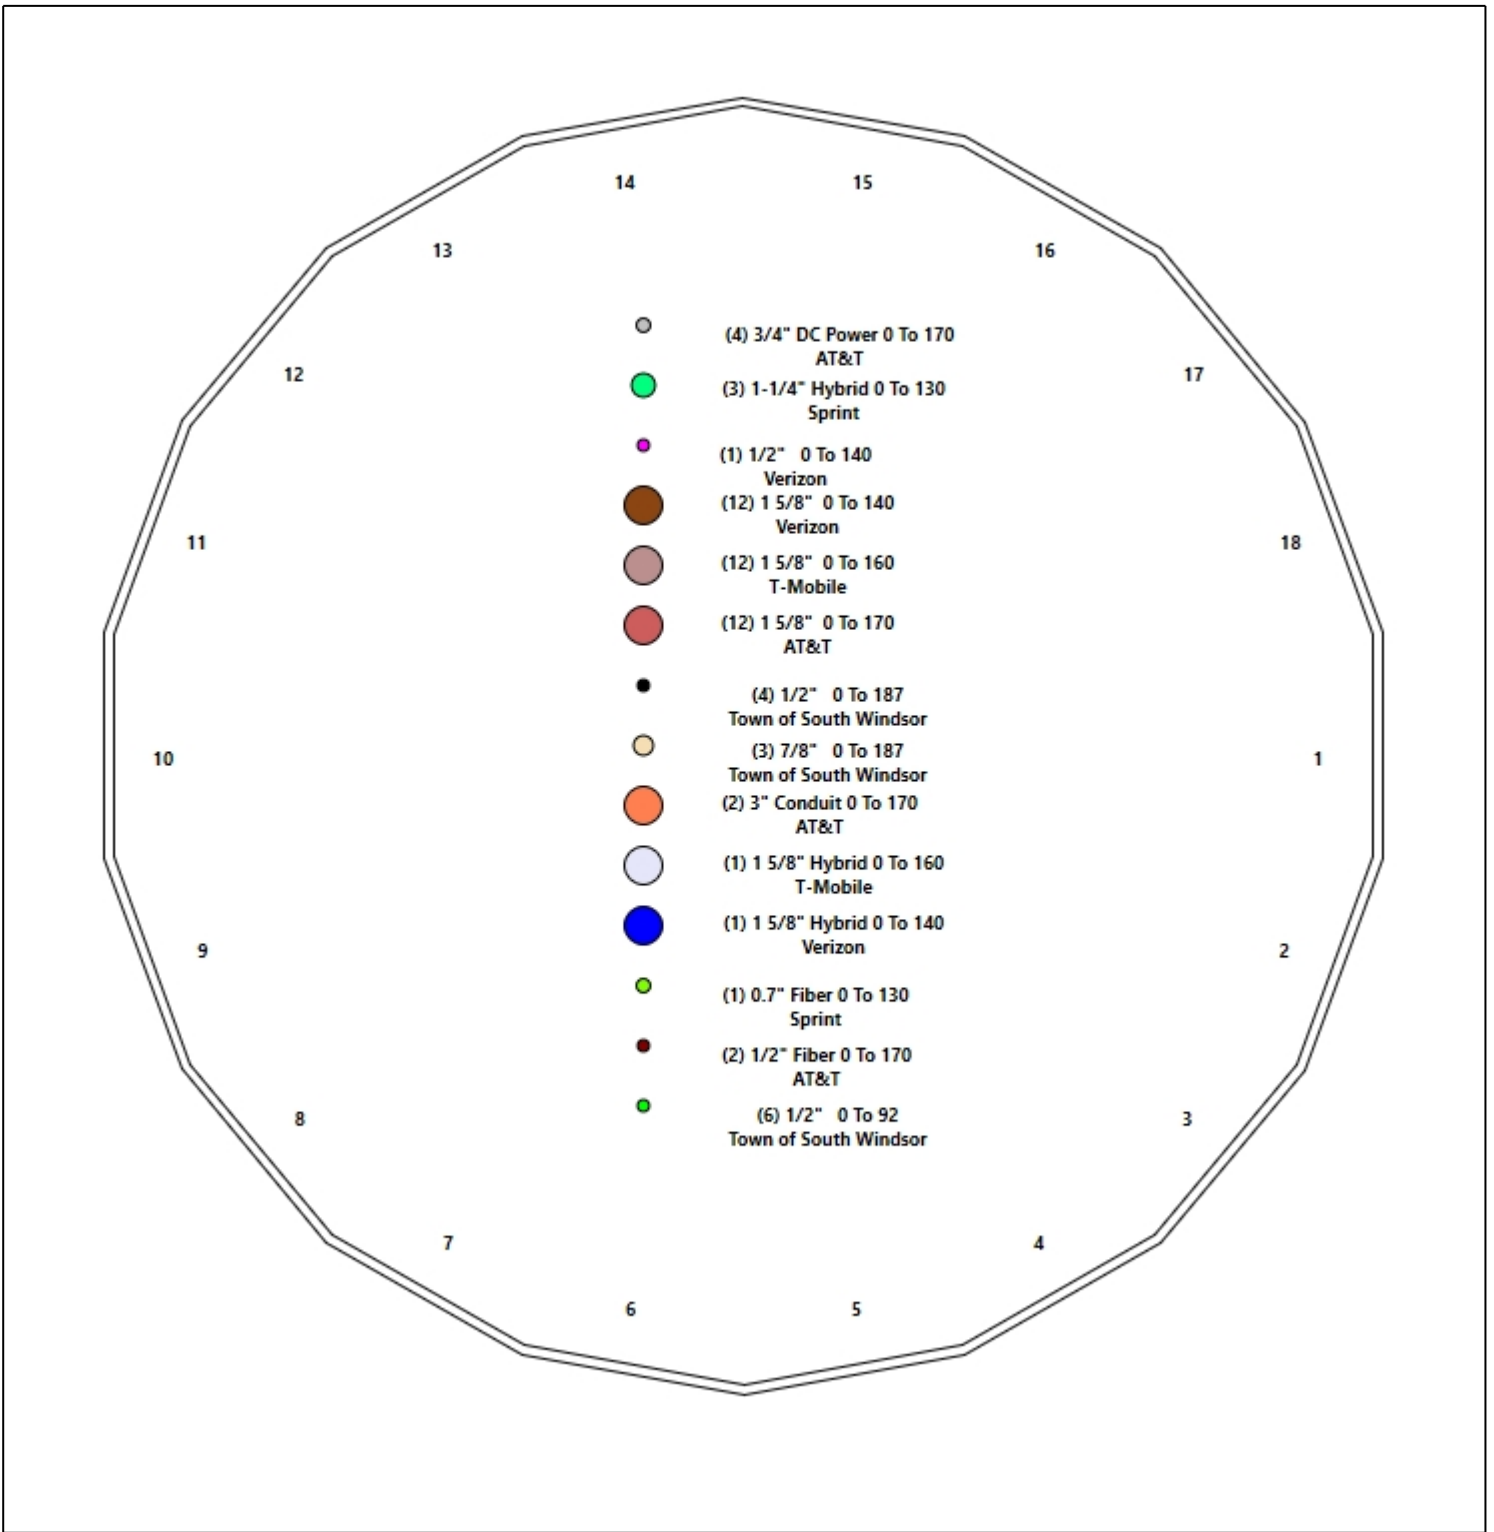 14
15
13
16
(4) 3/4" DC Power 0 To 170
AT&T
12
17
(3) 1-1/4" Hybrid 0 To 130
Sprint
(1) 1/2" 0 To 140
Verizon
(12) 1 5/8" 0 To 140
Verizon
11
18
(12) 1 5/8" 0 To 160
T-Mobile
(12) 1 5/8" 0 To 170
AT&T
(4) 1/2" 0 To 187
Town of South Windsor
(3) 7/8" 0 To 187
10
1
Town of South Windsor
(2) 3" Conduit 0 To 170
AT&T
(1) 1 5/8" Hybrid 0 To 160
T-Mobile
(1) 1 5/8" Hybrid 0 To 140
Verizon
9
2
(1) 0.7" Fiber 0 To 130
Sprint
(2) 1/2" Fiber 0 To 170
AT&T
(6) 1/2" 0 To 92
8
3
Town of South Windsor
7
4
6
5